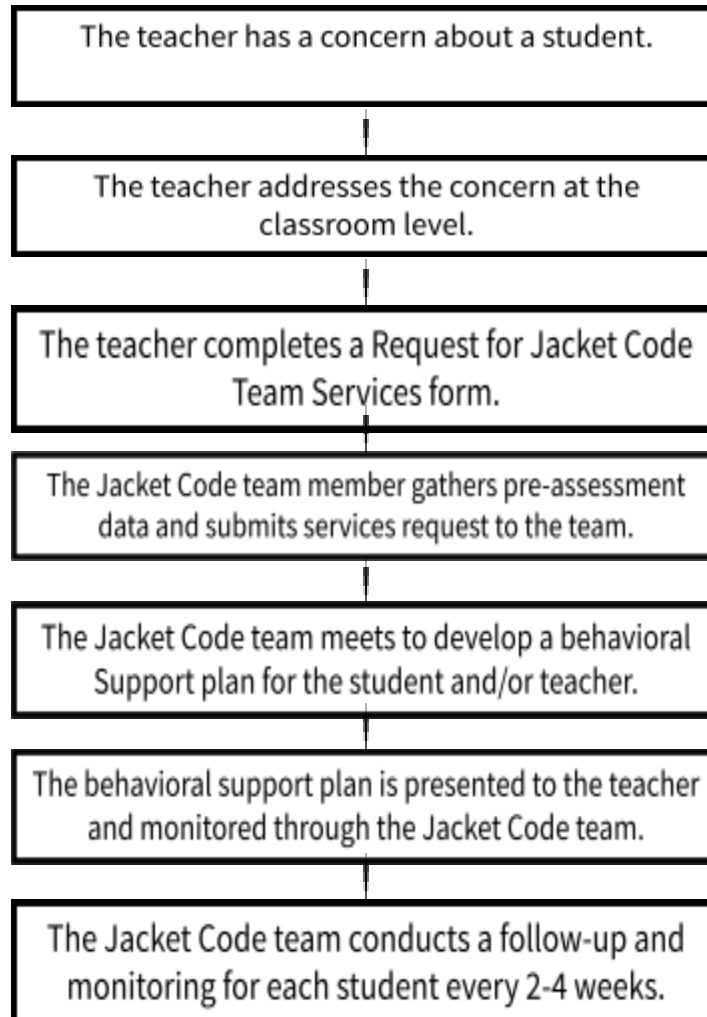 The teacher has a concern about a student.
The teacher addresses the concern at the
classroom level.
The teacher completes a Request for Jacket Code
Team Services form.
The Jacket Code team member gathers pre-assessment
data and submits services request to the team.
The Jacket Code team meets to develop a behavioral
Support plan for the student and/or teacher.
The behavioral support plan is presented to the teacher
and monitored through the Jacket Code team.
The Jacket Code team conducts a follow-up and
monitoring for each student every 2-4 weeks.